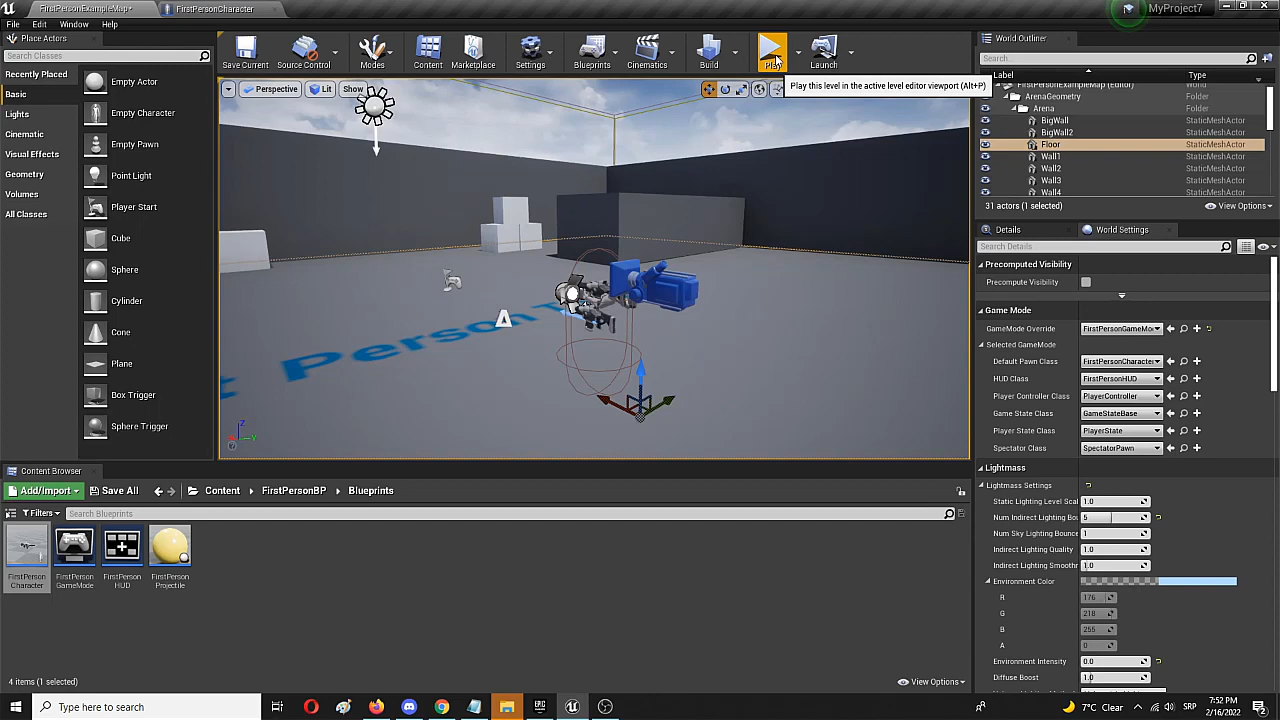 FirstPersonExampleMap*
FirstPersonCharacter
MyProject7
File Edit Window Help
Place Actors
Search Classes
Recently Placed
Basic
Lights
Cinematic
Visual Effects
Geometry
Volumes
All Classes
Empty Actor
Empty Character
Empty Pawn
Point Light
Player Start
Cube
Sphere
Cylinder
Cone
Plane
Box Trigger
Sphere Trigger
Save Current
Source Control
Modes
Content
Marketplace
Settings
Blueprints
Cinematics
Build
Play
Launch
Play this level in the active level editor viewport (Alt+P)
Perspective
Lit
Show
Person
World Outliner
Search...
Label Type
FirstPersonExampleMap (Editor) World
ArenaGeometry Folder
Arena Folder
BigWall StaticMeshActor
BigWall2 StaticMeshActor
Floor StaticMeshActor
Wall1 StaticMeshActor
Wall2 StaticMeshActor
Wall3 StaticMeshActor
Wall4 StaticMeshActor
31 actors (1 selected)
View Options
Details
World Settings
Search Details
Precomputed Visibility
Precompute Visibility
Game Mode
GameMode Override FirstPersonGameMo
Selected GameMode
Default Pawn Class FirstPersonCharacte
HUD Class FirstPersonHUD
Player Controller Class PlayerController
Game State Class GameStateBase
Player State Class PlayerState
Spectator Class SpectatorPawn
Lightmass
Lightmass Settings
Static Lighting Level Scal 1.0
Num Indirect Lighting Bou 5
Num Sky Lighting Bounce 1
Indirect Lighting Quality 1.0
Indirect Lighting Smoothn 1.0
Environment Color
R 176
G 218
B 255
A 0
Environment Intensity 0.0
Diffuse Boost 1.0
Content Browser
Add/Import
Save All
Content
FirstPersonBP
Blueprints
Filters
Search Blueprints
FirstPerson
Character
FirstPerson
GameMode
FirstPerson
HUD
FirstPerson
Projectile
4 items (1 selected)
View Options
Type here to search
7°C Clear
SRP
7:52 PM
2/16/2022